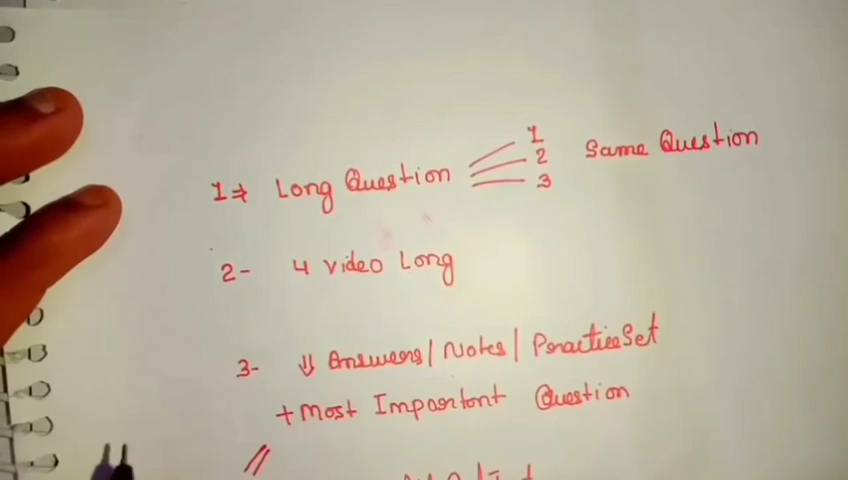 1⇒ Long Question 1 2 3 Same Question
2- 4 Video Long
3- ⇓ Answers/Notes/PracticeSet
+Most Important Question